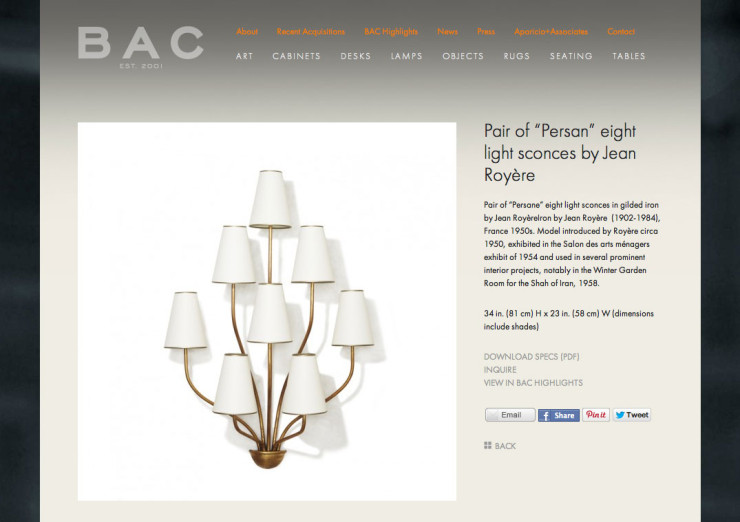 BAC
EST. 2001
About Recent Acquisitions BAC Highlights News Press Aparicio+Associates Contact
ART CABINETS DESKS LAMPS OBJECTS RUGS SEATING TABLES
Pair of “Persan” eight
light sconces by Jean
Royère
Pair of “Persane” eight light sconces in gilded iron
by Jean RoyèreIron by Jean Royère (1902-1984),
France 1950s. Model introduced by Royère circa
1950, exhibited in the Salon des arts ménagers
exhibit of 1954 and used in several prominent
interior projects, notably in the Winter Garden
Room for the Shah of Iran, 1958.
34 in. (81 cm) H x 23 in. (58 cm) W (dimensions
include shades)
DOWNLOAD SPECS (PDF)
INQUIRE
VIEW IN BAC HIGHLIGHTS
Email f Share Pin it Tweet
BACK